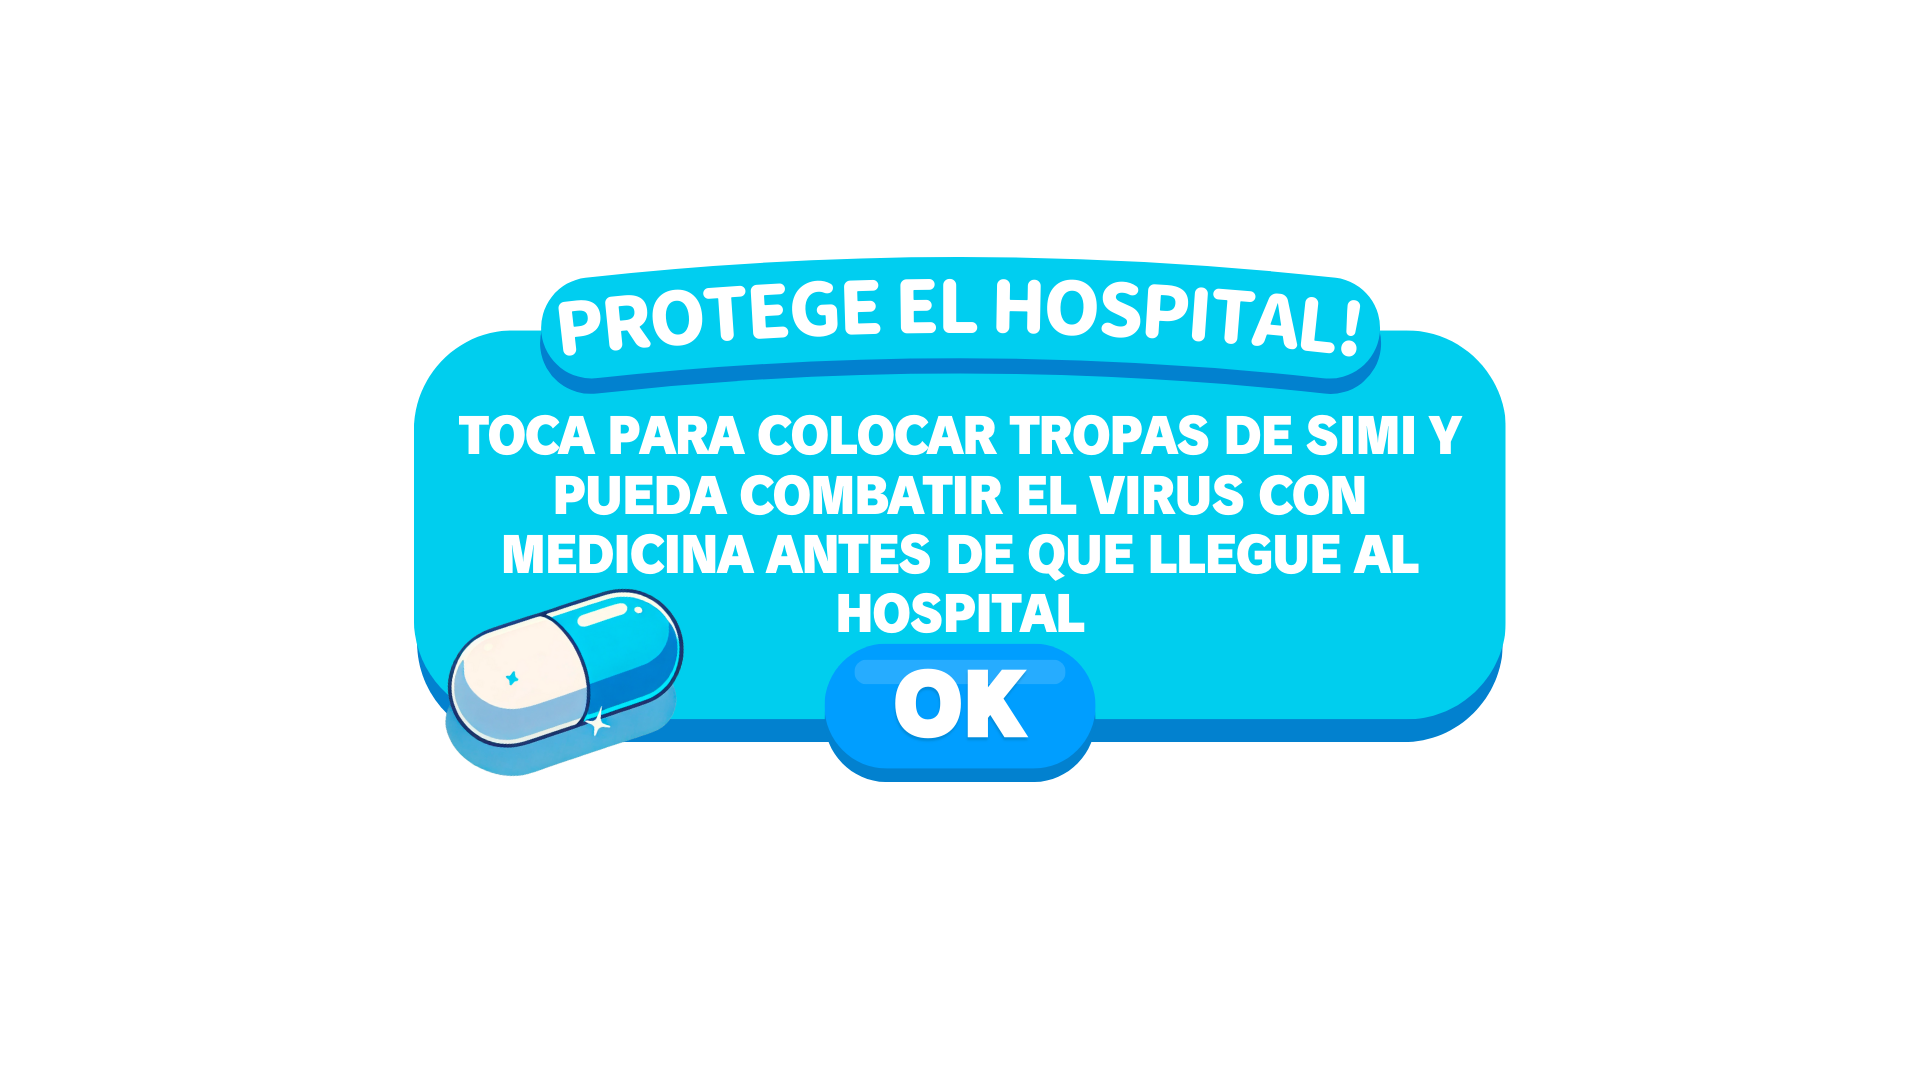 PROTEGE EL HOSPITAL!
TOCA PARA COLOCAR TROPAS DE SIMI Y
PUEDA COMBATIR EL VIRUS CON
MEDICINA ANTES DE QUE LLEGUE AL
HOSPITAL
OK